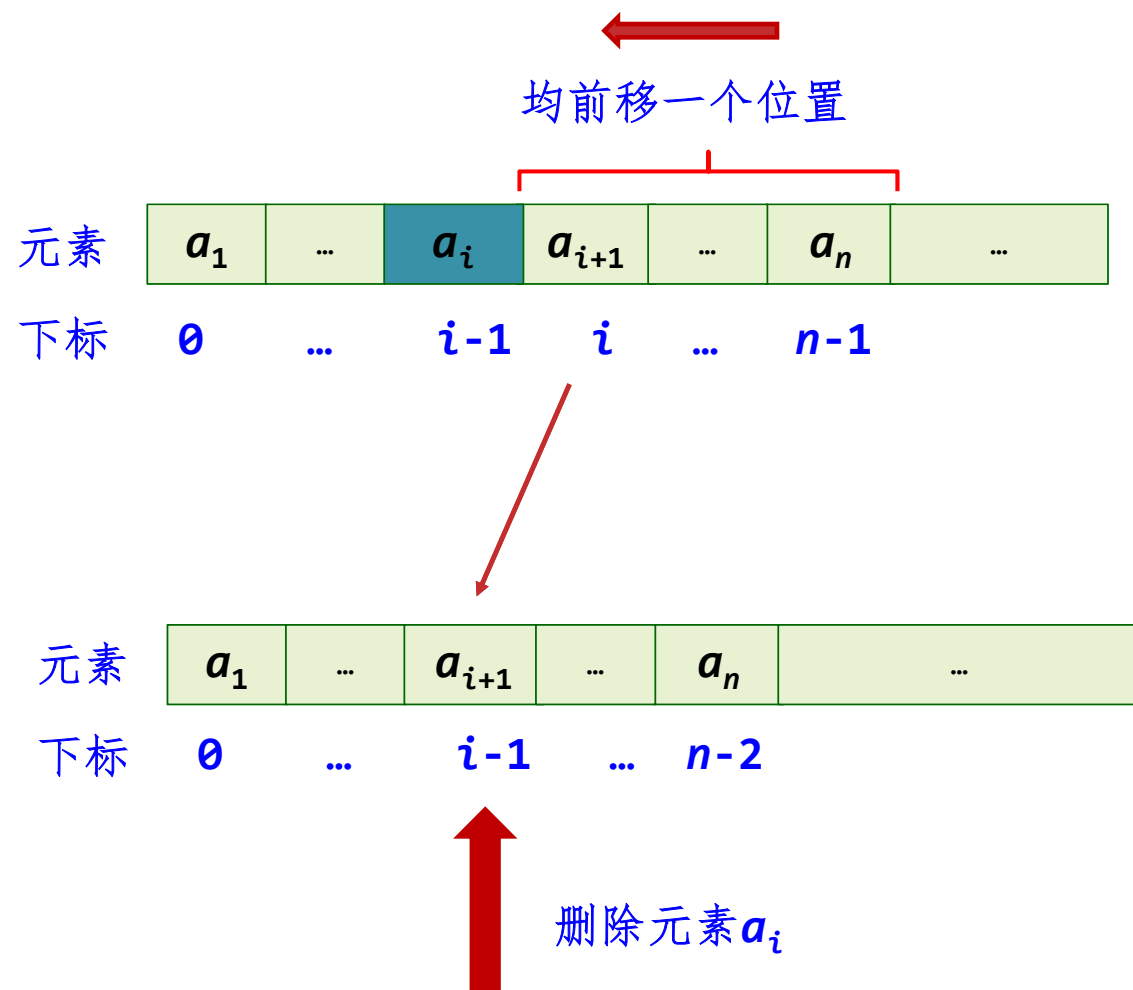 均前移一个位置
元素 a₁ … aᵢ aᵢ₊₁ … aₙ …
下标 0 … i-1 i … n-1
元素 a₁ … aᵢ₊₁ … aₙ …
下标 0 … i-1 … n-2
删除元素aᵢ